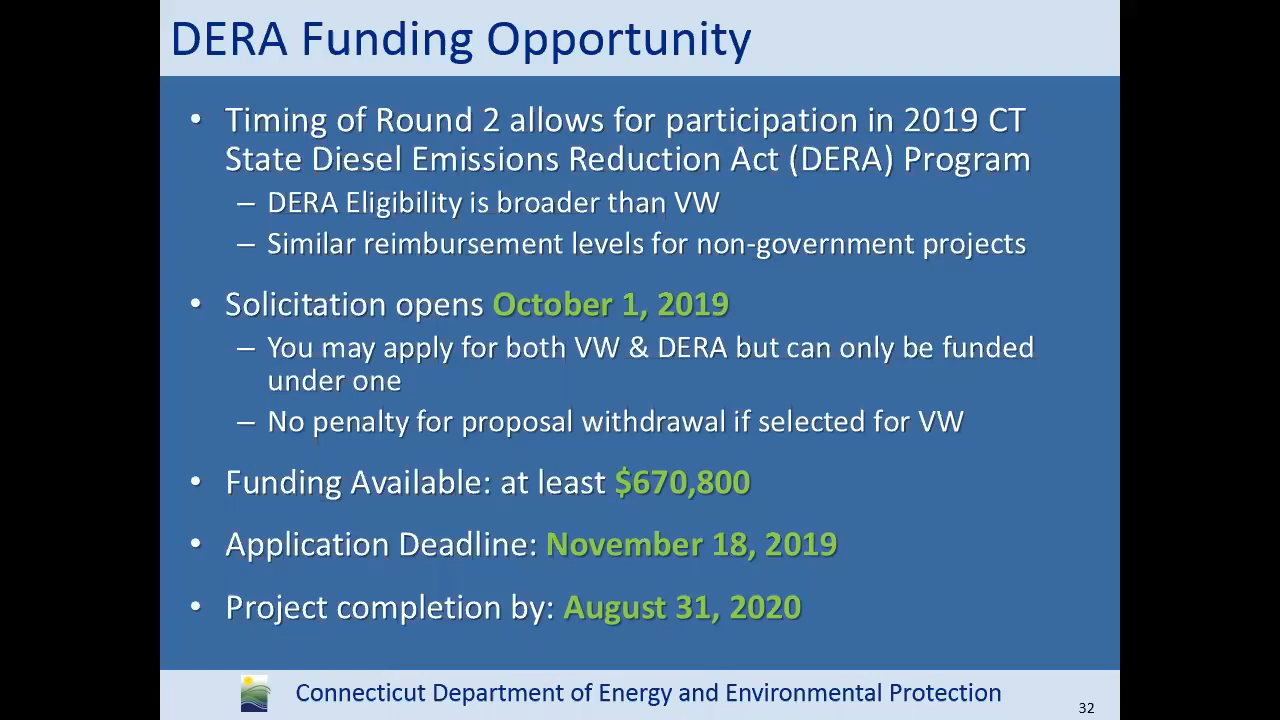 DERA Funding Opportunity
• Timing of Round 2 allows for participation in 2019 CT
State Diesel Emissions Reduction Act (DERA) Program
– DERA Eligibility is broader than VW
– Similar reimbursement levels for non-government projects
• Solicitation opens October 1, 2019
– You may apply for both VW & DERA but can only be funded
under one
– No penalty for proposal withdrawal if selected for VW
• Funding Available: at least $670,800
• Application Deadline: November 18, 2019
• Project completion by: August 31, 2020
Connecticut Department of Energy and Environmental Protection
32